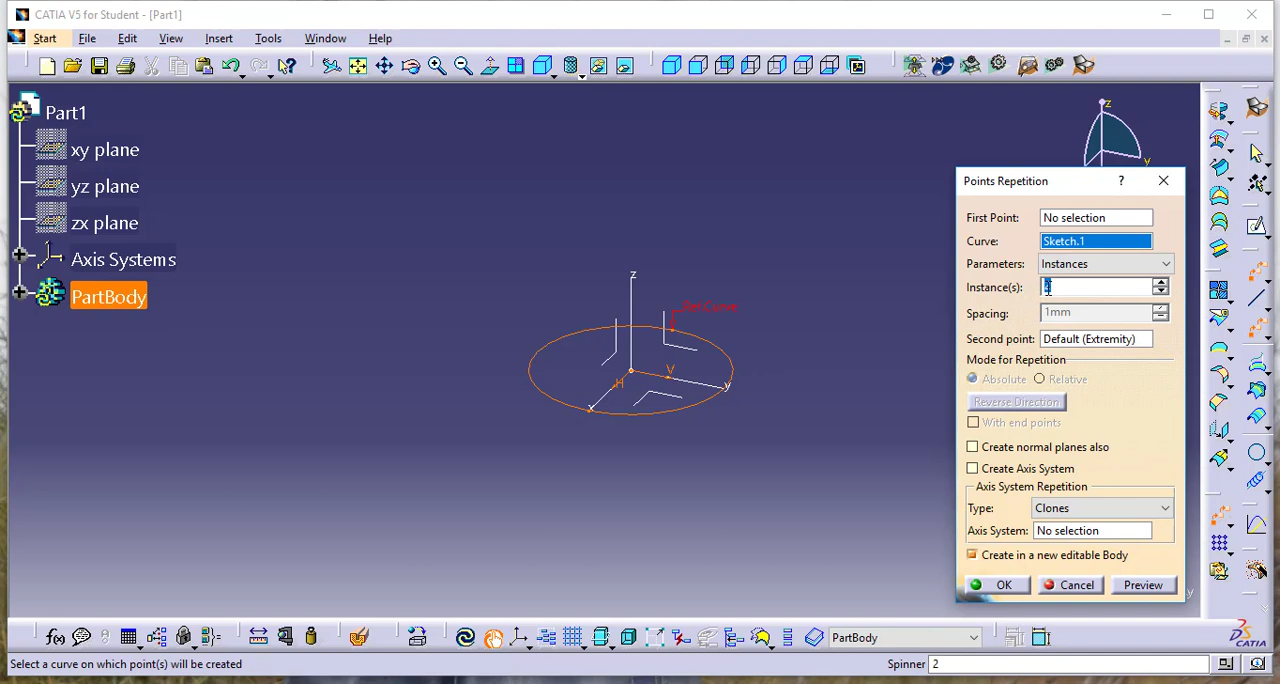 CATIA V5 for Student - [Part1]
Start File Edit View Insert Tools Window Help
Part1
xy plane
yz plane
zx plane
Axis Systems
PartBody
z
y
z
H
V
x
y
Points Repetition ?
First Point: No selection
Curve: Sketch.1
Parameters: Instances
Instance(s):
Spacing: 1mm
Second point: Default (Extremity)
Mode for Repetition
Absolute Relative
Reverse Direction
With end points
Create normal planes also
Create Axis System
Axis System Repetition
Type: Clones
Axis System: No selection
Create in a new editable Body
OK Cancel Preview
y
f(x) PartBody CATIA
Select a curve on which point(s) will be created Spinner 2